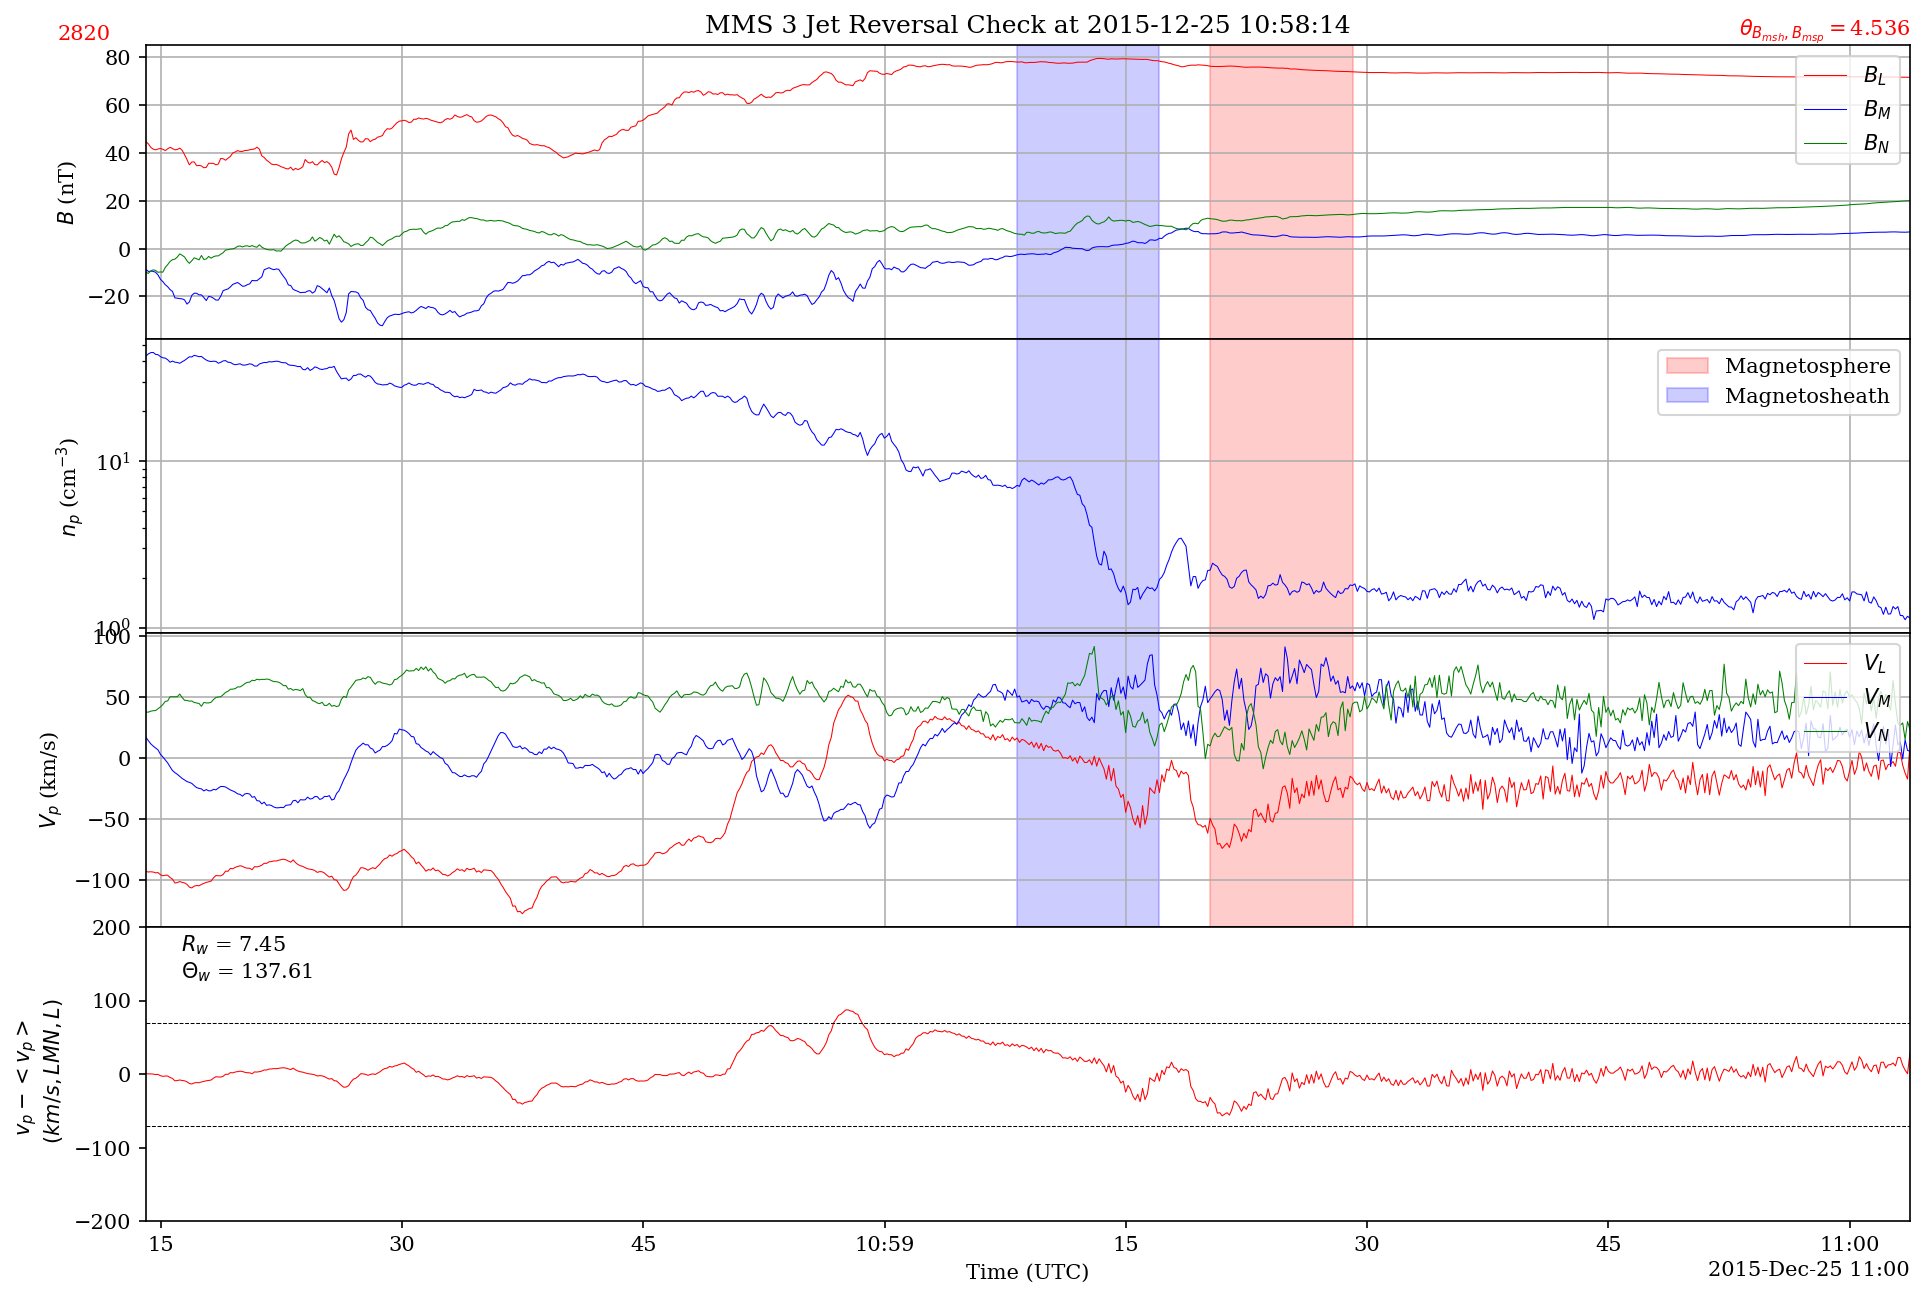 MMS 3 Jet Reversal Check at 2015-12-25 10:58:14
2820
θ_{B_{msh}, B_{msp}} = 4.536
80
60
40
20
0
−20
B (nT)
B_L
B_M
B_N
10^1
10^0
n_p (cm^{−3})
Magnetosphere
Magnetosheath
100
50
0
−50
−100
V_p (km/s)
V_L
V_M
V_N
200
100
0
−100
−200
v_p − < v_p >
(km/s, LMN, L)
R_w = 7.45
Θ_w = 137.61
15 30 45 10:59 15 30 45 11:00
Time (UTC)
2015-Dec-25 11:00